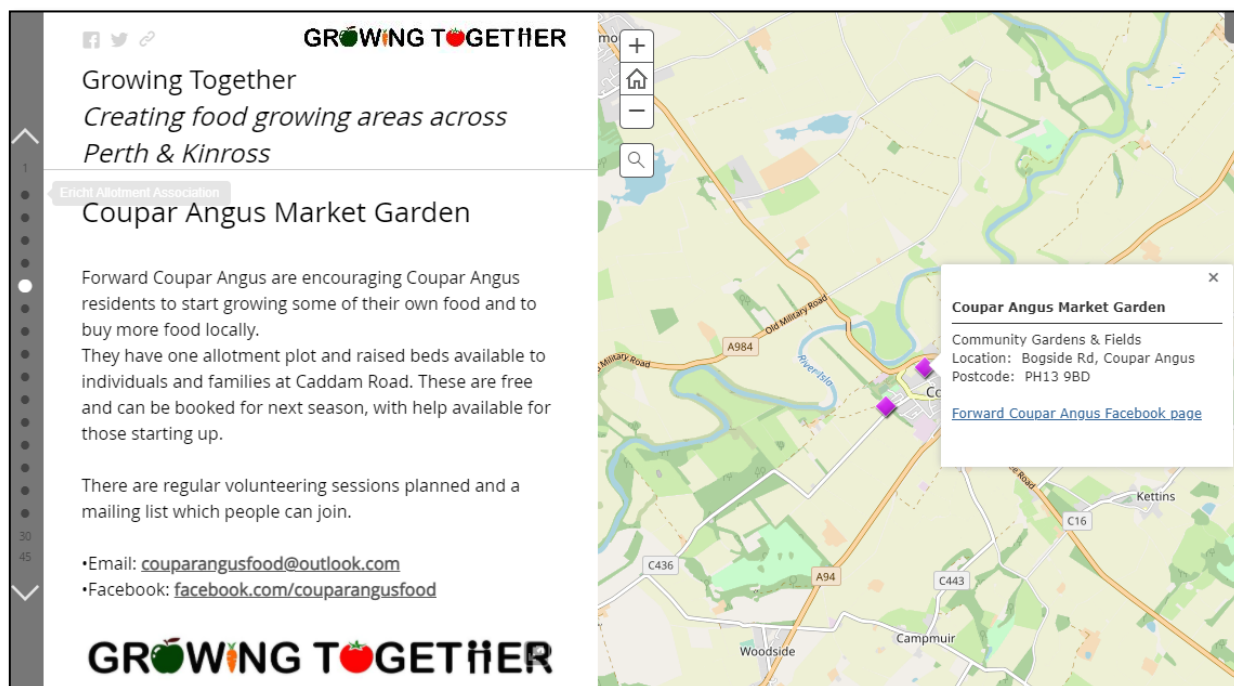 GROWING TOGETHER
Growing Together
Creating food growing areas across
Perth & Kinross
1
Ericht Allotment Association
Coupar Angus Market Garden
Forward Coupar Angus are encouraging Coupar Angus
residents to start growing some of their own food and to
buy more food locally.
They have one allotment plot and raised beds available to
individuals and families at Caddam Road. These are free
and can be booked for next season, with help available for
those starting up.
There are regular volunteering sessions planned and a
mailing list which people can join.
•Email: couparangusfood@outlook.com
•Facebook: facebook.com/couparangusfood
30
45
GROWING TOGETHER
+
−
Old Military Road
A984
River Isla
Military Road
Coupar Angus Market Garden
Community Gardens & Fields
Location: Bogside Rd, Coupar Angus
Postcode: PH13 9BD
Forward Coupar Angus Facebook page
Kettins
C16
C436
A94
C443
Campmuir
Woodside